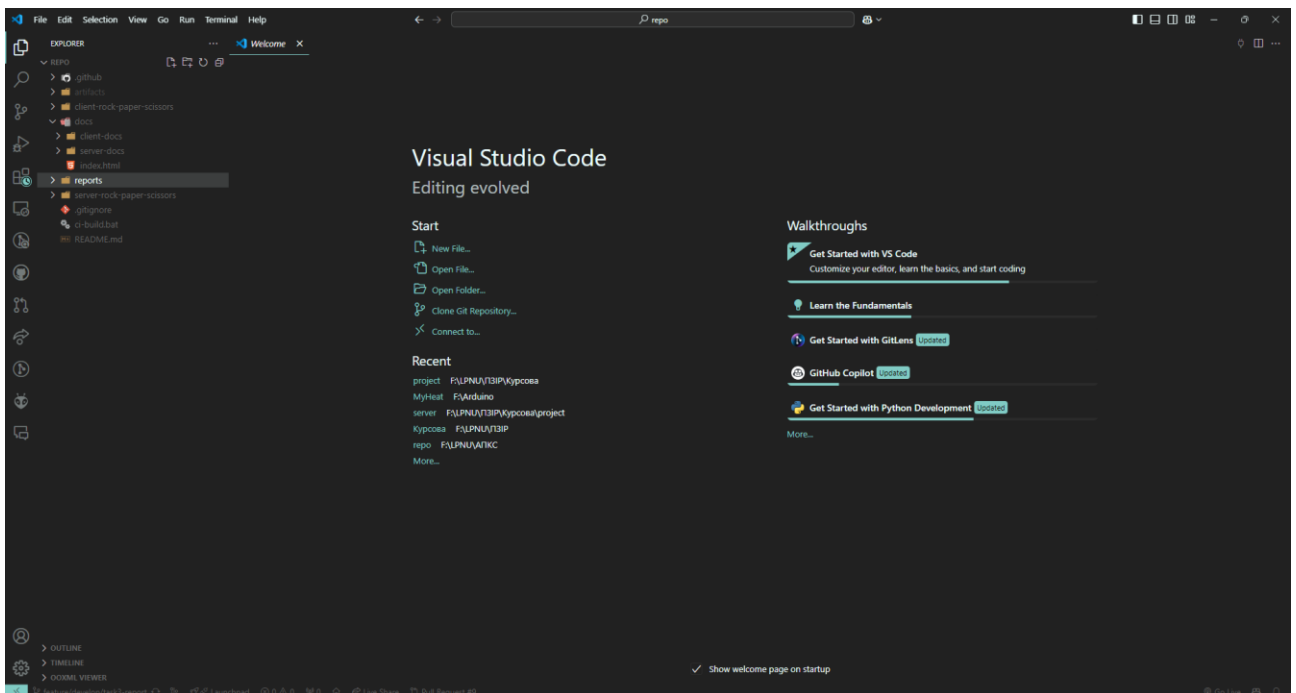 File Edit Selection View Go Run Terminal Help
repo
EXPLORER
Welcome
REPO
.github
artifacts
client-rock-paper-scissors
docs
client-docs
server-docs
index.html
reports
server-rock-paper-scissors
.gitignore
ci-build.bat
README.md
Visual Studio Code
Editing evolved
Start
New File...
Open File...
Open Folder...
Clone Git Repository...
Connect to...
Recent
project F:\LPNU\ПЗІР\Курсова
MyHeat F:\Arduino
server F:\LPNU\ПЗІР\Курсова\project
Курсова F:\LPNU\ПЗІР
repo F:\LPNU\АПКС
More...
Walkthroughs
Get Started with VS Code
Customize your editor, learn the basics, and start coding
Learn the Fundamentals
Get Started with GitLens Updated
GitHub Copilot Updated
Get Started with Python Development Updated
More...
Show welcome page on startup
OUTLINE
TIMELINE
OOXML VIEWER
Launchpad Live Share Go Live